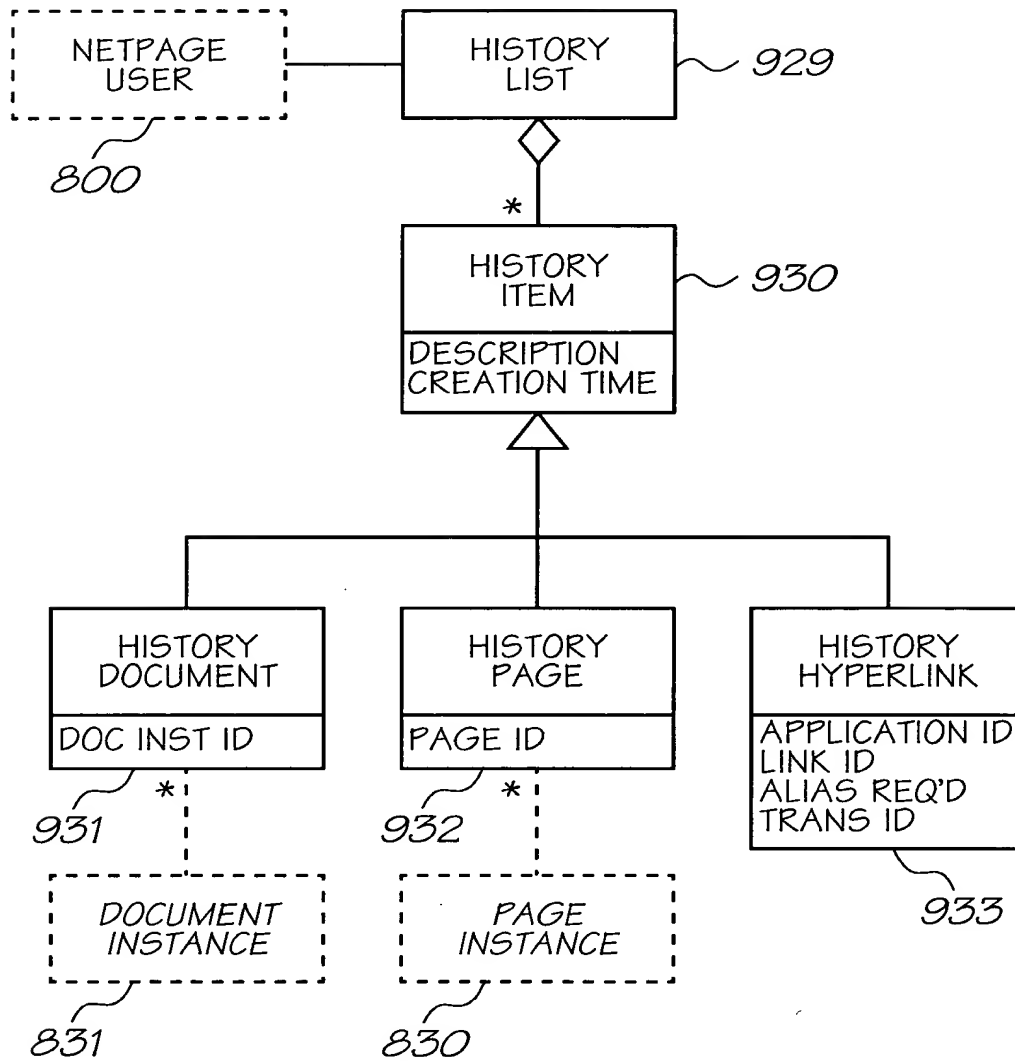 NETPAGE
USER
800
HISTORY
LIST
929
*
HISTORY
ITEM
930
DESCRIPTION
CREATION TIME
HISTORY
DOCUMENT
DOC INST ID
931
*
HISTORY
PAGE
PAGE ID
932
*
HISTORY
HYPERLINK
APPLICATION ID
LINK ID
ALIAS REQ'D
TRANS ID
933
DOCUMENT
INSTANCE
831
PAGE
INSTANCE
830